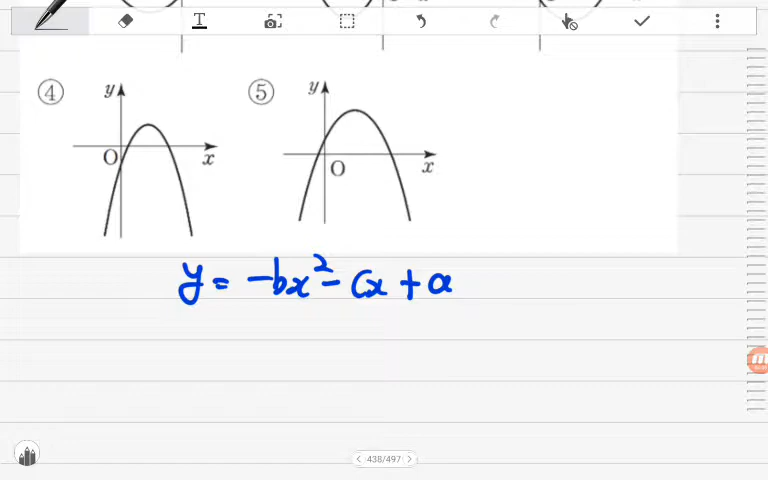 T
④ y O x
⑤ y O x
y = -bx² - cx + a
438/497